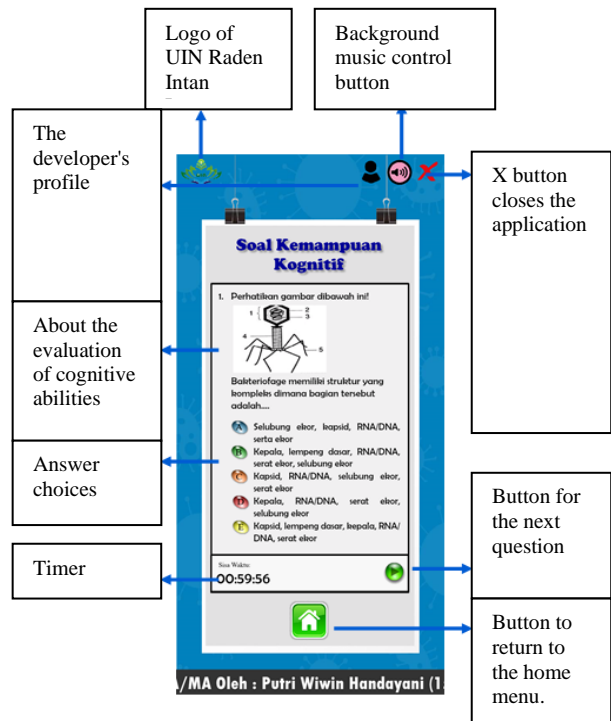 Logo of
UIN Raden
Intan
Background
music control
button
The
developer's
profile
X button
closes the
application
Soal Kemampuan
Kognitif
1. Perhatikan gambar dibawah ini!
1
2
3
4
5
Bakteriofage memiliki struktur yang
kompleks dimana bagian tersebut
adalah....
A Selubung ekor, kapsid, RNA/DNA,
serta ekor
B Kepala, lempeng dasar, RNA/DNA,
serat ekor, selubung ekor
C Kapsid, RNA/DNA, selubung ekor,
serat ekor
D Kepala, RNA/DNA, serat ekor,
selubung ekor
E Kapsid, lempeng dasar, kepala, RNA/
DNA, serat ekor
About the
evaluation
of cognitive
abilities
Answer
choices
Timer
Sisa Waktu
00:59:56
Button for
the next
question
Button to
return to
the home
menu.
/MA Oleh : Putri Wiwin Handayani (1